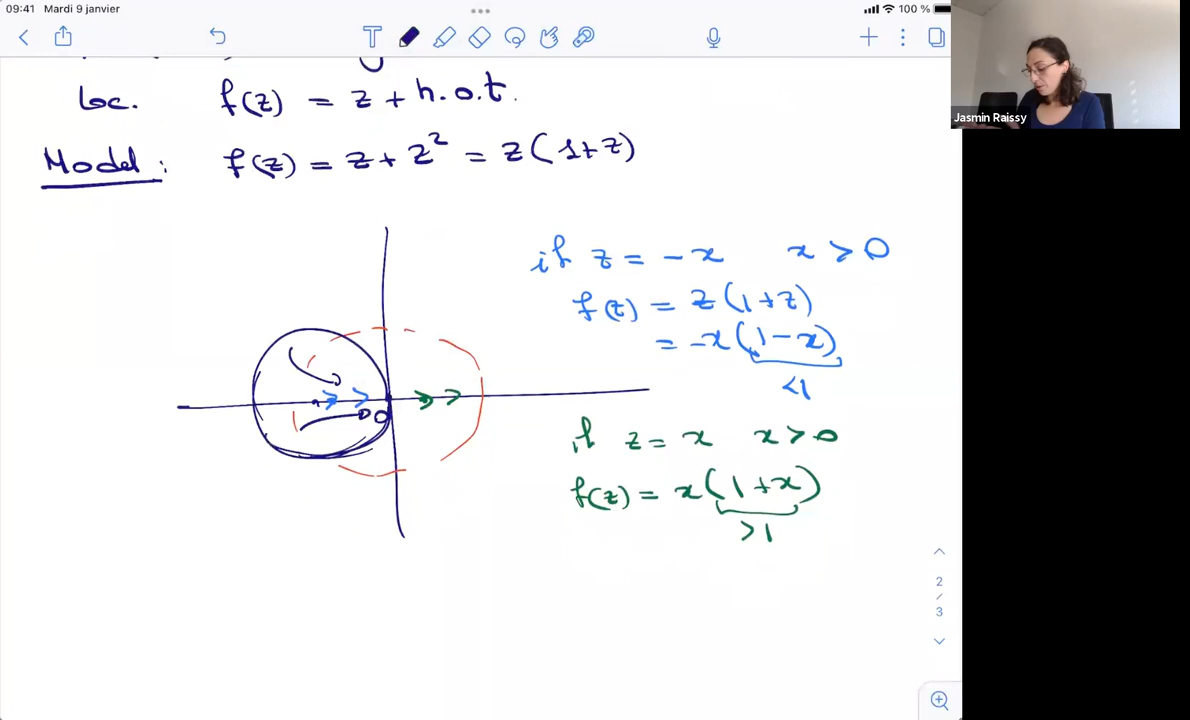 09:41 Mardi 9 janvier
100 %
Jasmin Raissy
Loc. f(z) = z + h.o.t.
Model: f(z) = z + z² = z(1+z)
if z = -x x > 0
f(z) = z(1+z)
= -x(1-x)
<1
0
if z = x x > 0
f(z) = x(1+x)
>1
2
/
3